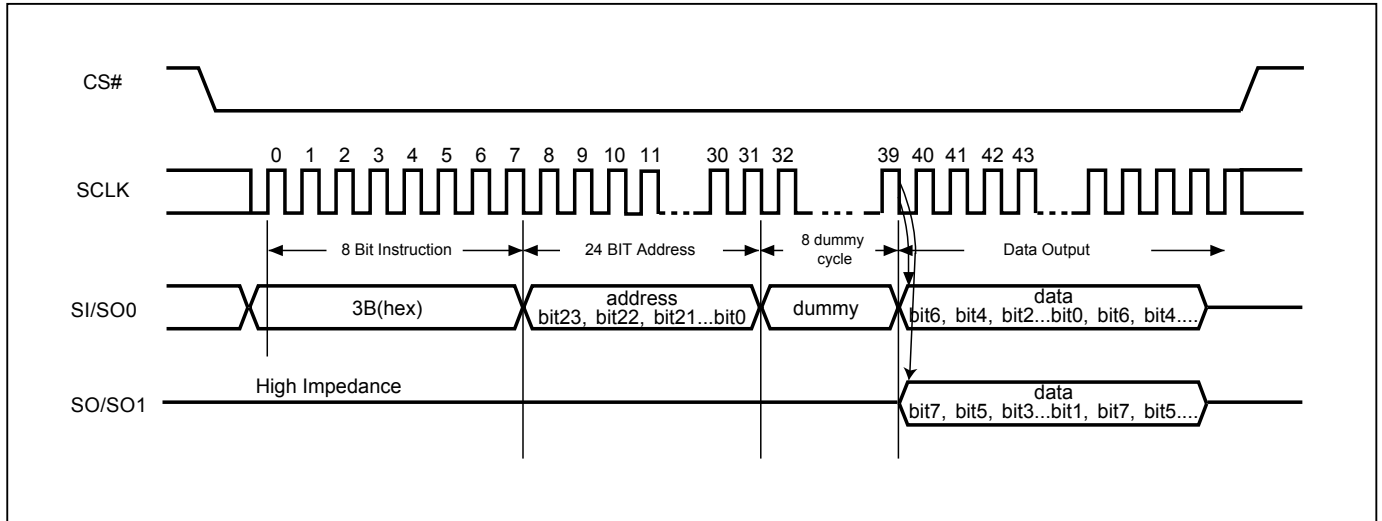 CS#
0 1 2 3 4 5 6 7 8 9 10 11 30 31 32 39 40 41 42 43
SCLK
8 Bit Instruction
24 BIT Address
8 dummy
cycle
Data Output
SI/SO0
3B(hex)
address
bit23, bit22, bit21...bit0
dummy
data
bit6, bit4, bit2...bit0, bit6, bit4....
High Impedance
SO/SO1
data
bit7, bit5, bit3...bit1, bit7, bit5....